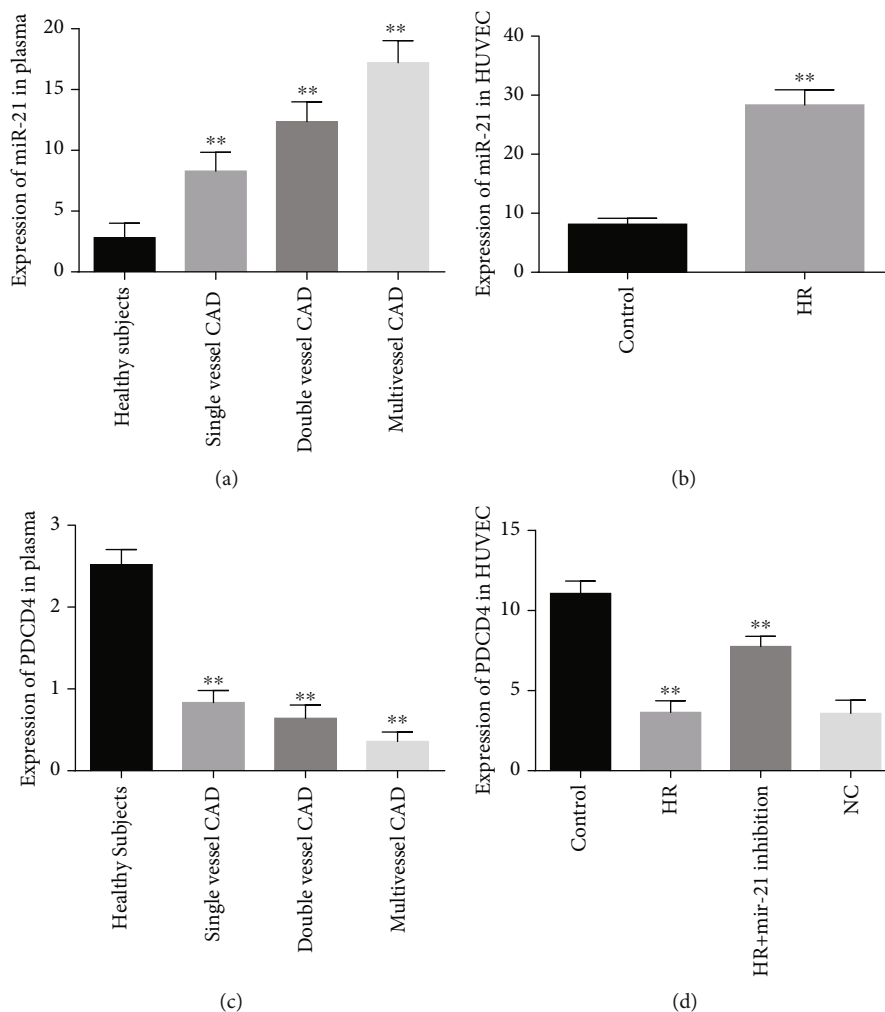 Expression of miR-21 in plasma
20
15
10
5
0
**
**
**
Healthy subjects
Single vessel CAD
Double vessel CAD
Multivessel CAD
(a)
Expression of miR-21 in HUVEC
40
30
20
10
0
**
Control
HR
(b)
Expression of PDCD4 in plasma
3
2
1
0
**
**
**
Healthy Subjects
Single vessel CAD
Double vessel CAD
Multivessel CAD
(c)
Expression of PDCD4 in HUVEC
15
10
5
0
**
**
Control
HR
HR+mir-21 inhibition
NC
(d)